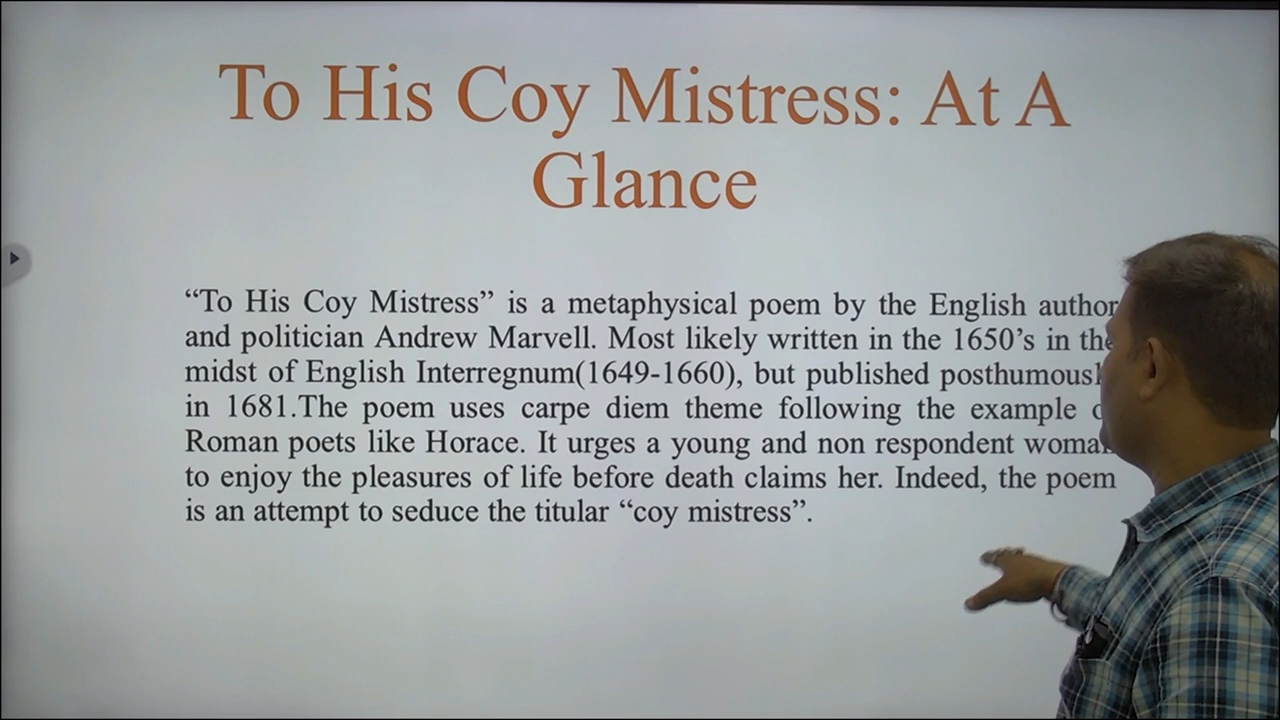 To His Coy Mistress: At A
Glance
“To His Coy Mistress” is a metaphysical poem by the English author
and politician Andrew Marvell. Most likely written in the 1650’s in the
midst of English Interregnum(1649-1660), but published
in 1681.The poem uses carpe diem theme following the example
Roman poets like Horace. It urges a young and non respondent
to enjoy the pleasures of life before death claims her. Indeed, the poem
is an attempt to seduce the titular “coy mistress”.